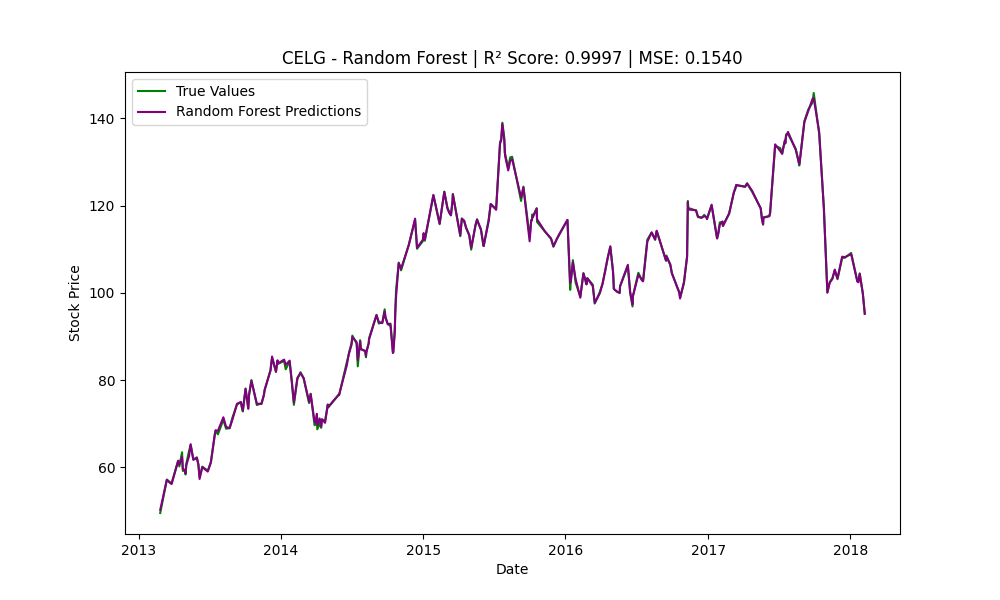 CELG - Random Forest | R² Score: 0.9997 | MSE: 0.1540
True Values
Random Forest Predictions
Stock Price
140
120
100
80
60
2013 2014 2015 2016 2017 2018
Date